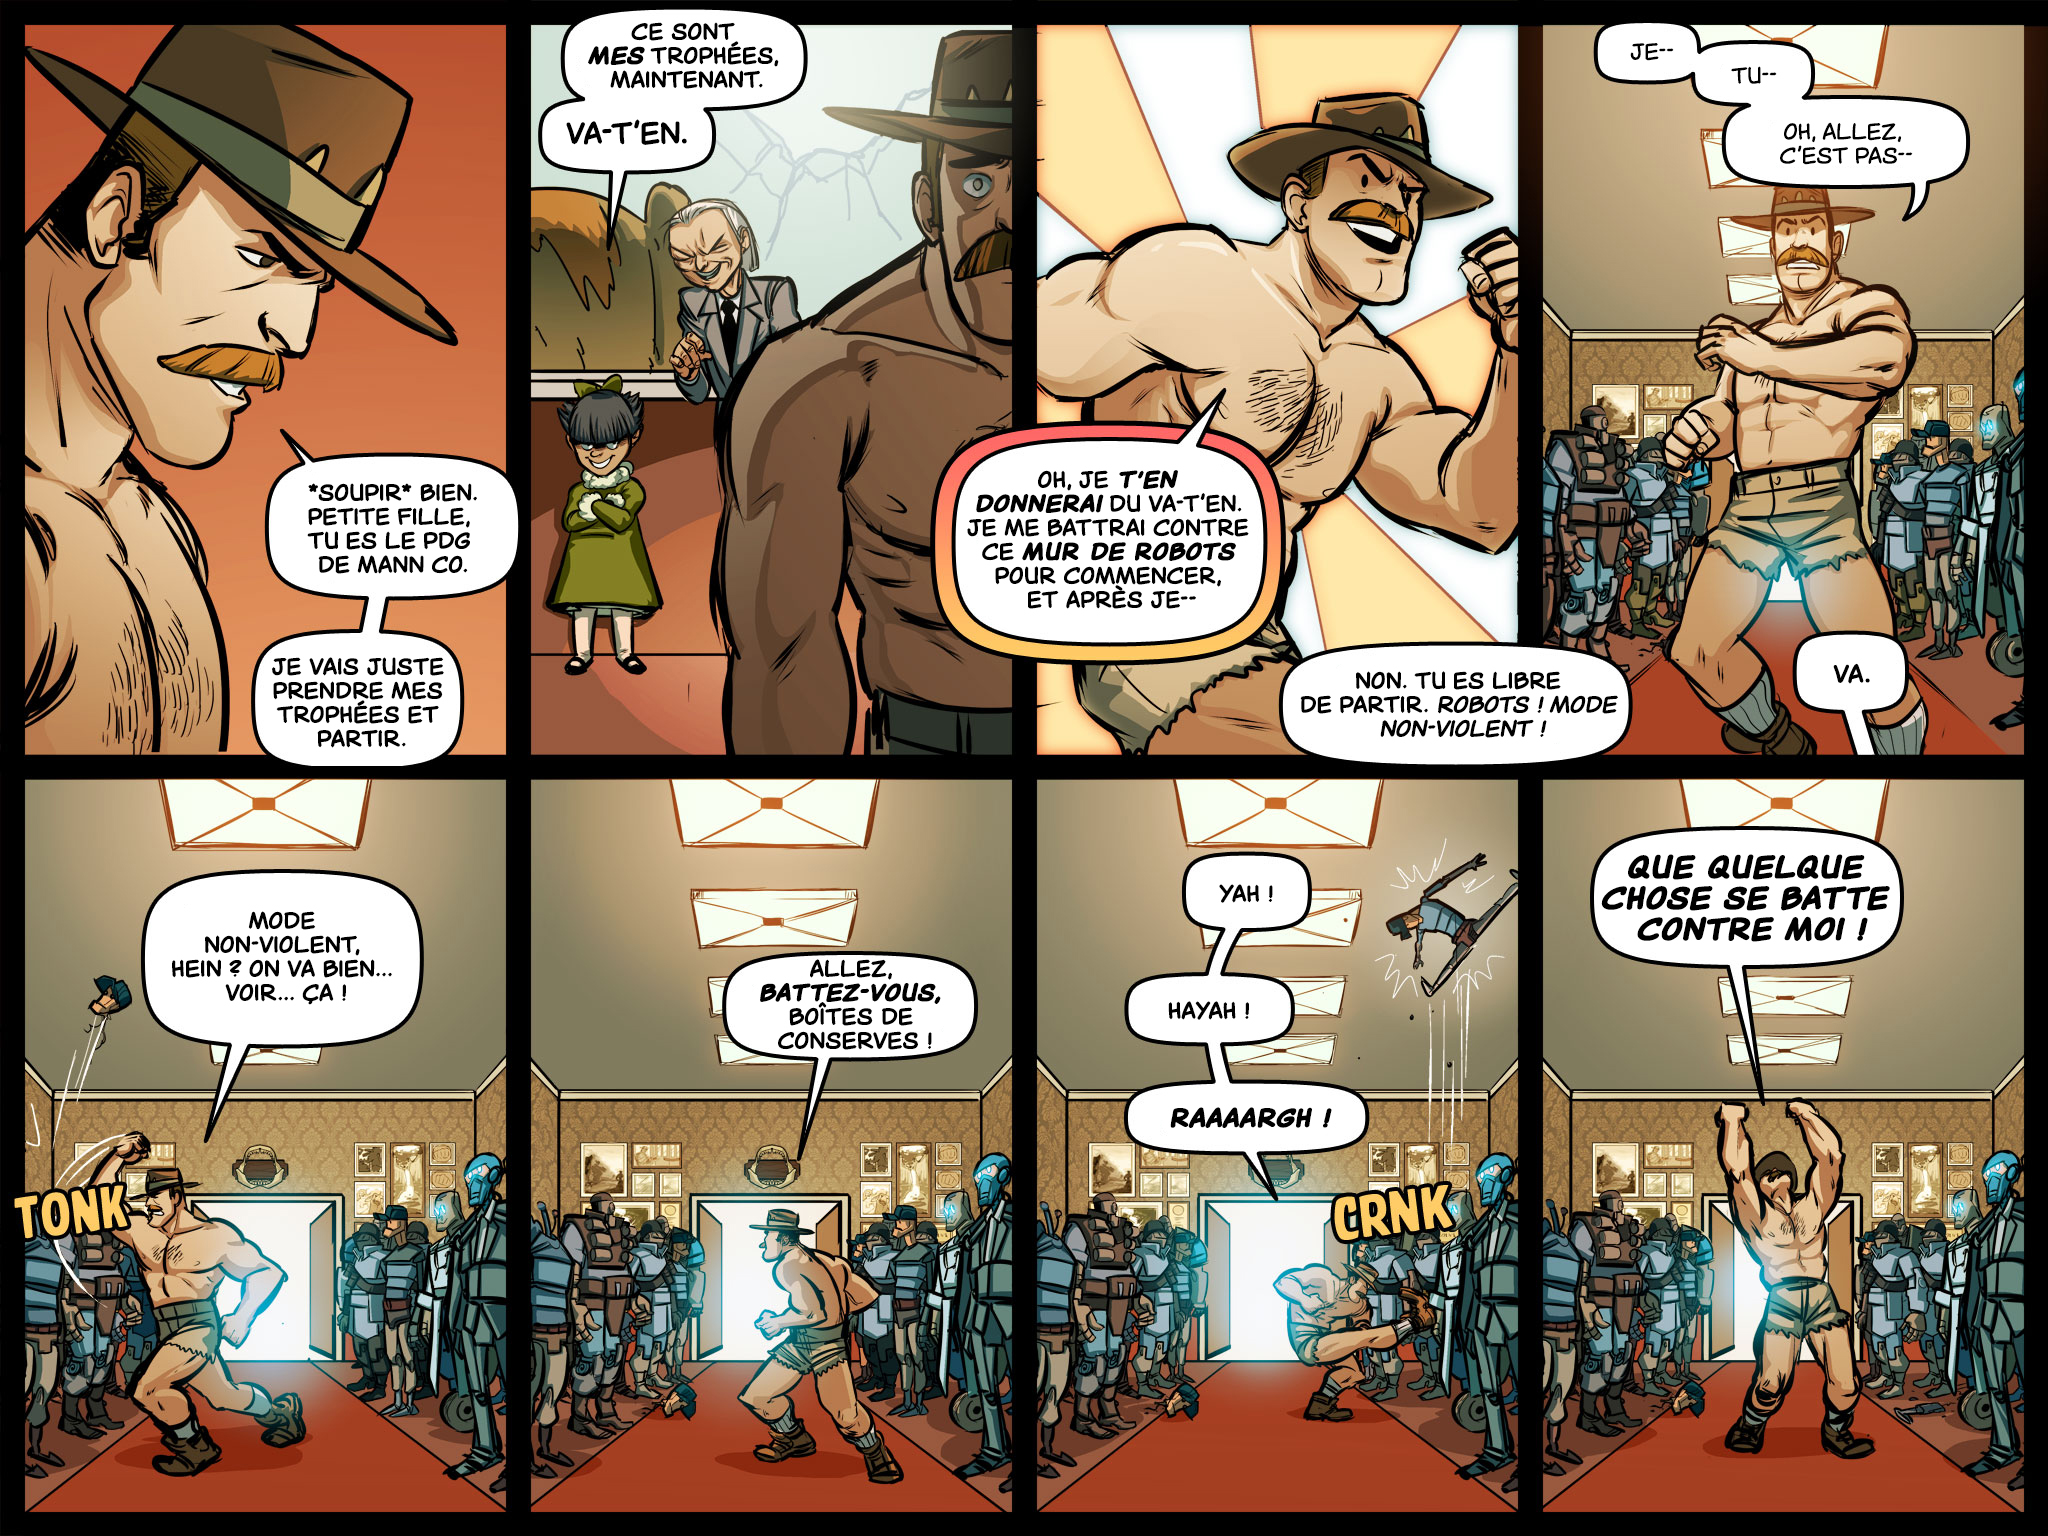 *SOUPIR* BIEN.
PETITE FILLE,
TU ES LE PDG
DE MANN CO.
JE VAIS JUSTE
PRENDRE MES
TROPHÉES ET
PARTIR.
CE SONT
MES TROPHÉES,
MAINTENANT.
VA-T'EN.
OH, JE T'EN
DONNERAI DU VA-T'EN.
JE ME BATTRAI CONTRE
CE MUR DE ROBOTS
POUR COMMENCER,
ET APRÈS JE--
NON. TU ES LIBRE
DE PARTIR. ROBOTS ! MODE
NON-VIOLENT !
JE--
TU--
OH, ALLEZ,
C'EST PAS--
VA.
MODE
NON-VIOLENT,
HEIN ? ON VA BIEN...
VOIR... ÇA !
TONK
ALLEZ,
BATTEZ-VOUS,
BOÎTES DE
CONSERVES !
YAH !
HAYAH !
RAAAARGH !
CRNK
QUE QUELQUE
CHOSE SE BATTE
CONTRE MOI !